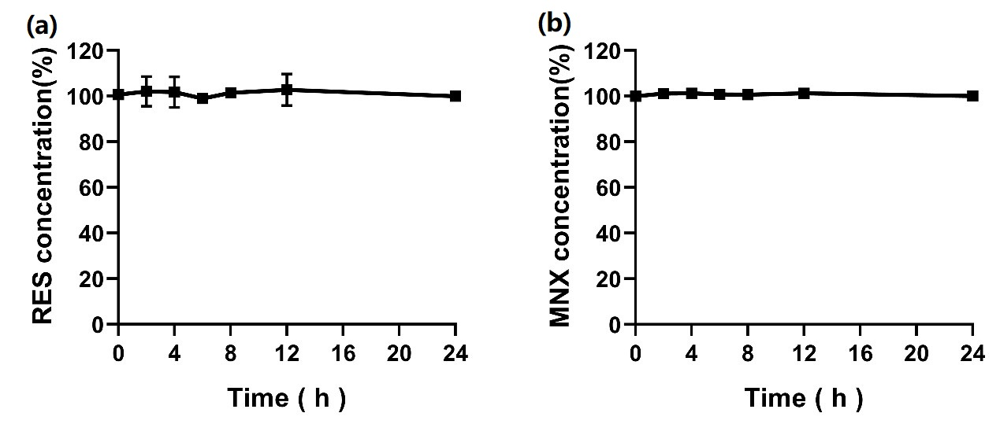 (a)
RES concentration(%)
120
100
80
60
40
20
0
0 4 8 12 16 20 24
Time ( h )
(b)
MNX concentration(%)
120
100
80
60
40
20
0
0 4 8 12 16 20 24
Time ( h )